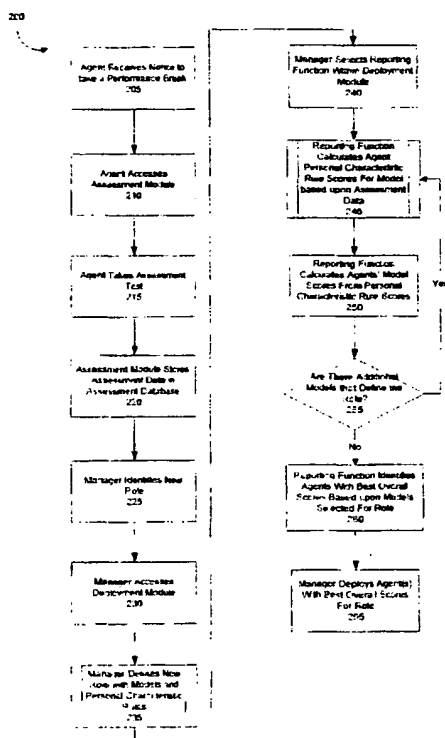 200
Agent Receives Notice to
take a Performance Break
205
Agent Accesses
Assessment Module
210
Agent Takes Assessment
Test
215
Assessment Module Stores
Assessment Data in
Assessment Database
220
Manager Identifies New
Role
225
Manager Accesses
Deployment Module
230
Manager Defines New
Role with Models and
Personal Characteristic
Rules
235
Manager Selects Reporting
Function Within Deployment
Module
240
Reporting Function
Calculates Agent
Personal Characteristic
Rule Scores For Model
based upon Assessment
Data
245
Reporting Function
Calculates Agents' Model
Scores From Personal
Characteristic Rule Scores
250
Yes
Are There Additional
Models that Define the
Role?
255
No
Reporting Function Identifies
Agents With Best Overall
Scores Based upon Models
Selected For Role
260
Manager Deploys Agent(s)
With Best Overall Scores
For Role
265